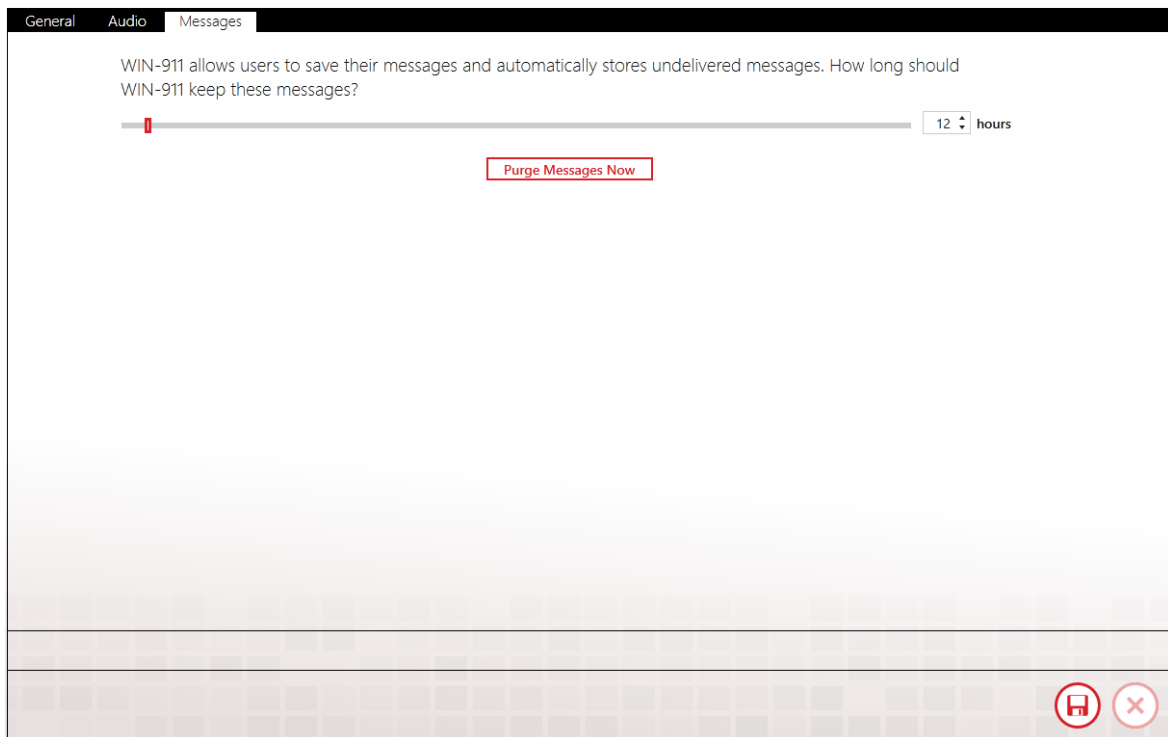 General Audio Messages
WIN-911 allows users to save their messages and automatically stores undelivered messages. How long should
WIN-911 keep these messages?
12 hours
Purge Messages Now